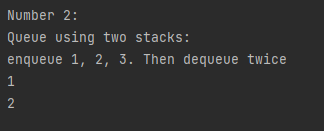 Number 2:
Queue using two stacks:
enqueue 1, 2, 3. Then dequeue twice
1
2